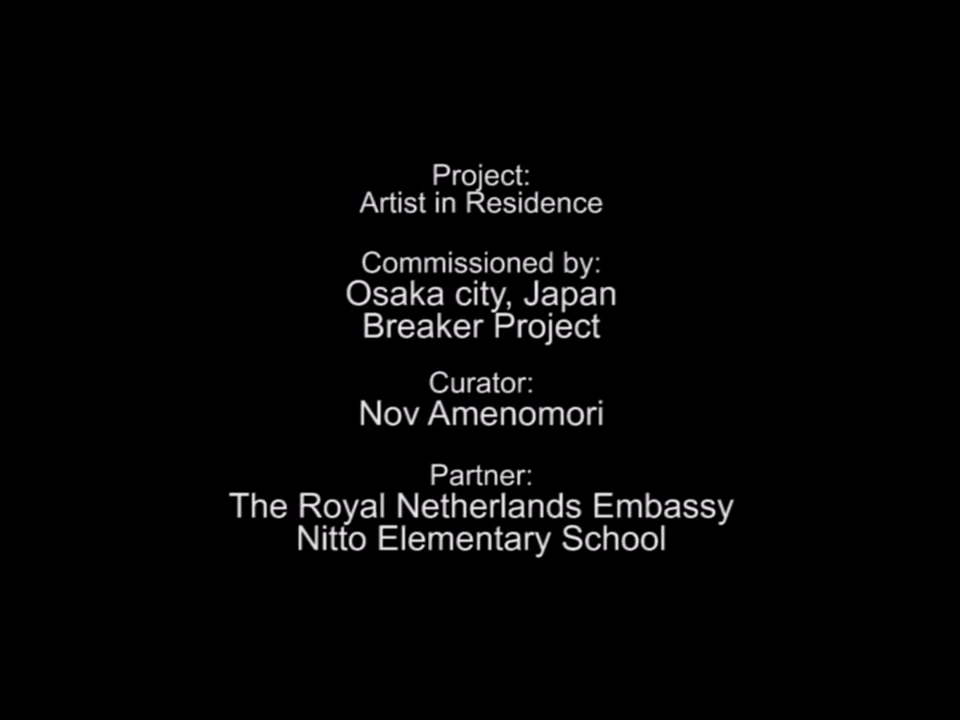 Project:
Artist in Residence
Commissioned by:
Osaka city, Japan
Breaker Project
Curator:
Nov Amenomori
Partner:
The Royal Netherlands Embassy
Nitto Elementary School